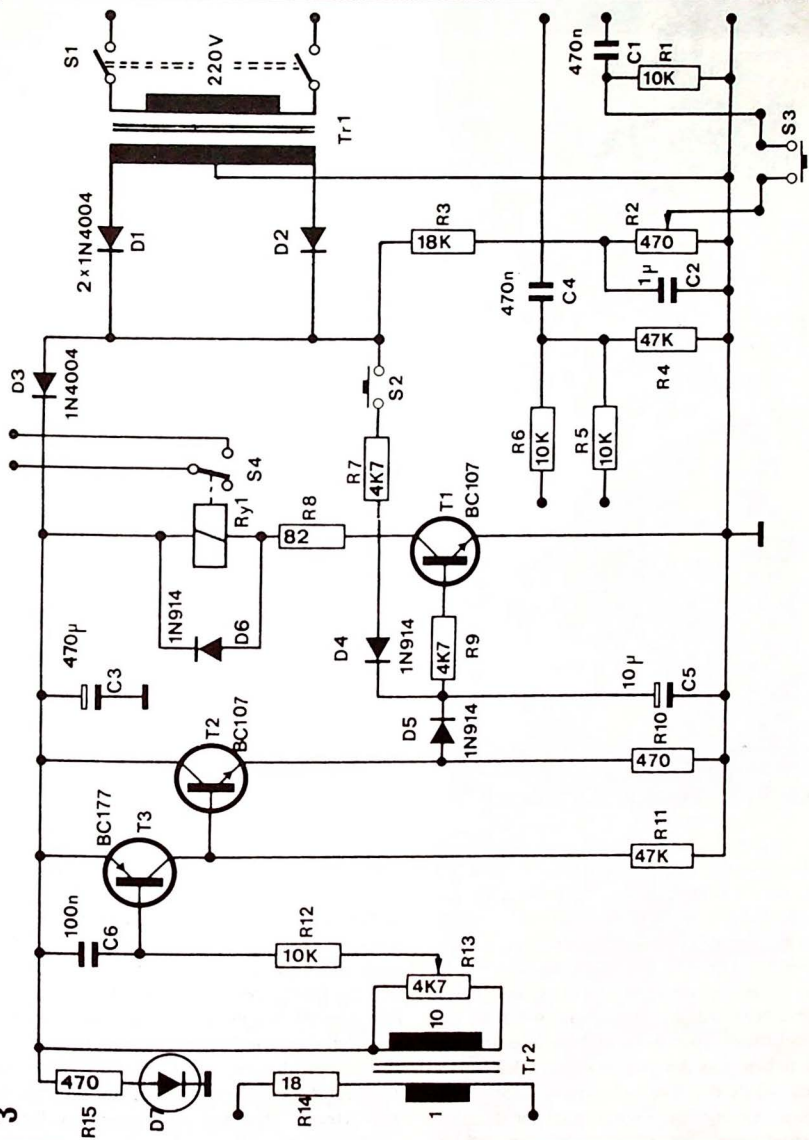 3
R15
470
D7
R14
18
1
10
Tr2
4K7
R13
10K
R12
100n
C6
BC177
T3
47K
R11
T2
BC107
470
R10
470µ
C3
D5
1N914
10µ
C5
1N914
D6
D4
1N914
4K7
R9
Ry1
82
R8
S4
T1
BC107
R7
4K7
S2
D3
1N4004
2×1N4004
D1
D2
S1
220V
Tr1
R3
18K
R6
10K
R5
10K
470n
C4
47K
R4
1µ
C2
R2
470
470n
C1
R1
10K
S3